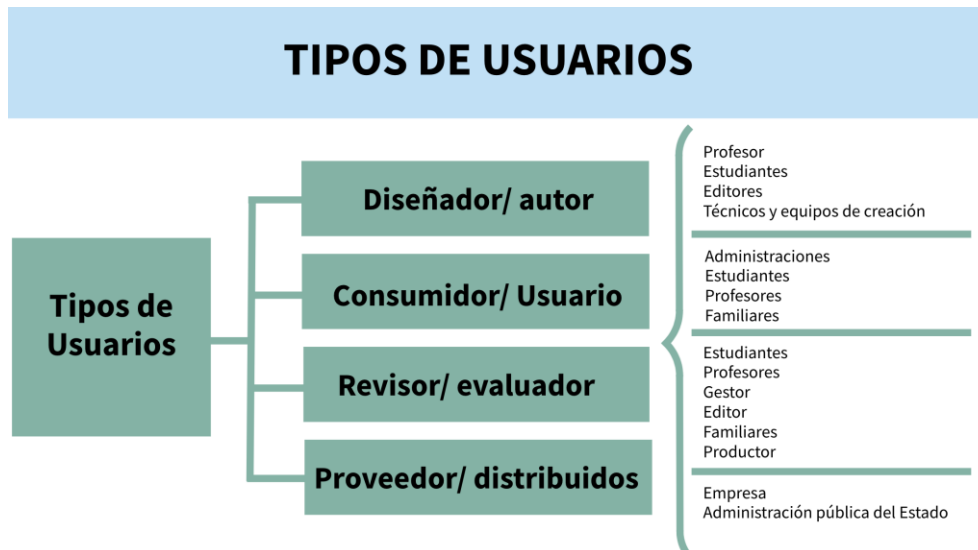 TIPOS DE USUARIOS
Tipos de
Usuarios
Diseñador/ autor
Profesor
Estudiantes
Editores
Técnicos y equipos de creación
Consumidor/ Usuario
Administraciones
Estudiantes
Profesores
Familiares
Revisor/ evaluador
Estudiantes
Profesores
Gestor
Editor
Familiares
Productor
Proveedor/ distribuidos
Empresa
Administración pública del Estado